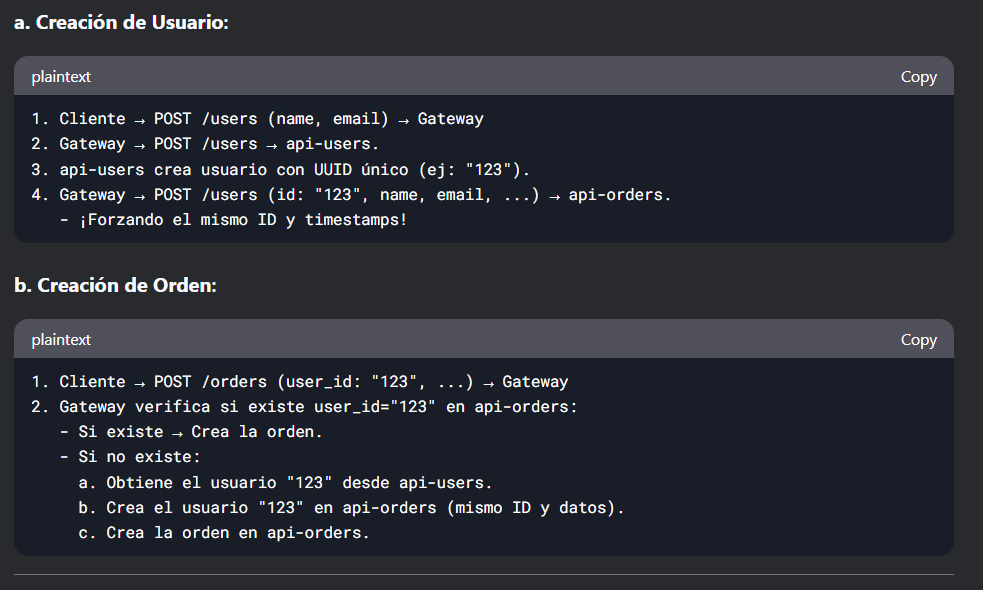 a. Creación de Usuario:
plaintext
Copy
1. Cliente → POST /users (name, email) → Gateway
2. Gateway → POST /users → api-users.
3. api-users crea usuario con UUID único (ej: "123").
4. Gateway → POST /users (id: "123", name, email, ...) → api-orders.
- ¡Forzando el mismo ID y timestamps!
b. Creación de Orden:
plaintext
Copy
1. Cliente → POST /orders (user_id: "123", ...) → Gateway
2. Gateway verifica si existe user_id="123" en api-orders:
- Si existe → Crea la orden.
- Si no existe:
a. Obtiene el usuario "123" desde api-users.
b. Crea el usuario "123" en api-orders (mismo ID y datos).
c. Crea la orden en api-orders.